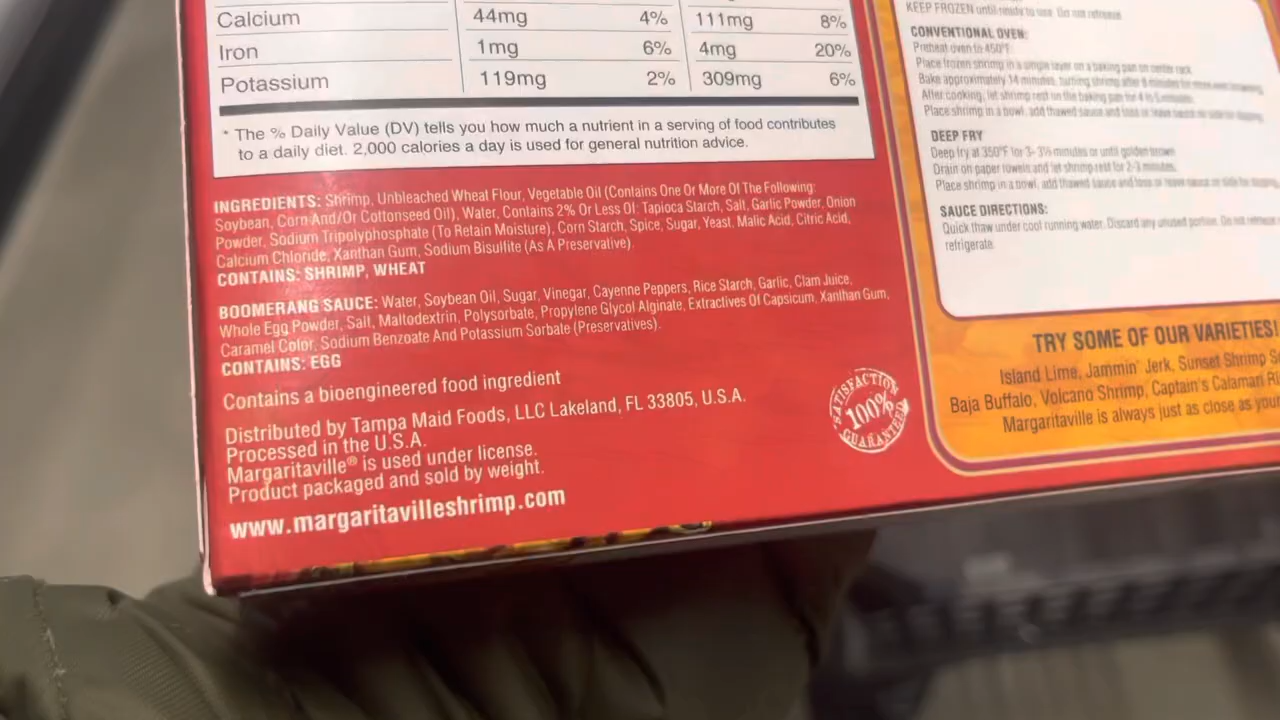 Calcium 44mg 4% 111mg 8%
Iron 1mg 6% 4mg 20%
Potassium 119mg 2% 309mg 6%
* The % Daily Value (DV) tells you how much a nutrient in a serving of food contributes
to a daily diet. 2,000 calories a day is used for general nutrition advice.
INGREDIENTS: Shrimp, Unbleached Wheat Flour, Vegetable Oil (Contains One Or More Of The Following:
Soybean, Corn And/Or Cottonseed Oil), Water, Contains 2% Or Less Of: Tapioca Starch, Salt, Garlic Powder, Onion
Powder, Sodium Tripolyphosphate (To Retain Moisture), Corn Starch, Spice, Sugar, Yeast, Malic Acid, Citric Acid,
Calcium Chloride, Xanthan Gum, Sodium Bisulfite (As A Preservative).
CONTAINS: SHRIMP, WHEAT
BOOMERANG SAUCE: Water, Soybean Oil, Sugar, Vinegar, Cayenne Peppers, Rice Starch, Garlic, Clam Juice,
Whole Egg Powder, Salt, Maltodextrin, Polysorbate, Propylene Glycol Alginate, Extractives Of Capsicum, Xanthan Gum,
Caramel Color, Sodium Benzoate And Potassium Sorbate (Preservatives).
CONTAINS: EGG
Contains a bioengineered food ingredient
Distributed by Tampa Maid Foods, LLC Lakeland, FL 33805, U.S.A.
Processed in the U.S.A.
Margaritaville® is used under license.
Product packaged and sold by weight.
www.margaritavilleshrimp.com
SATISFACTION
100%
GUARANTEED
KEEP FROZEN until ready to use. Do not refreeze
CONVENTIONAL OVEN:
Preheat oven to 450°F
Place frozen shrimp in a single layer on a baking pan on center rack
Bake approximately 14 minutes, turning shrimp after 8 minutes for more even browning
After cooking, let shrimp rest on the baking pan for 4 to 5 minutes
Place shrimp in a bowl, add thawed sauce and toss or leave sauce on side for dipping
DEEP FRY
Deep fry at 350°F for 3- 3½ minutes or until golden brown
Drain on paper towels and let shrimp rest for 2-3 minutes
Place shrimp in a bowl, add thawed sauce and toss or leave sauce on side for dipping
SAUCE DIRECTIONS:
Quick thaw under cool running water. Discard any unused portion. Do not refreeze
refrigerate.
TRY SOME OF OUR VARIETIES!
Island Lime, Jammin' Jerk, Sunset Shrimp
Baja Buffalo, Volcano Shrimp, Captain's Calamari
Margaritaville is always just as close as your